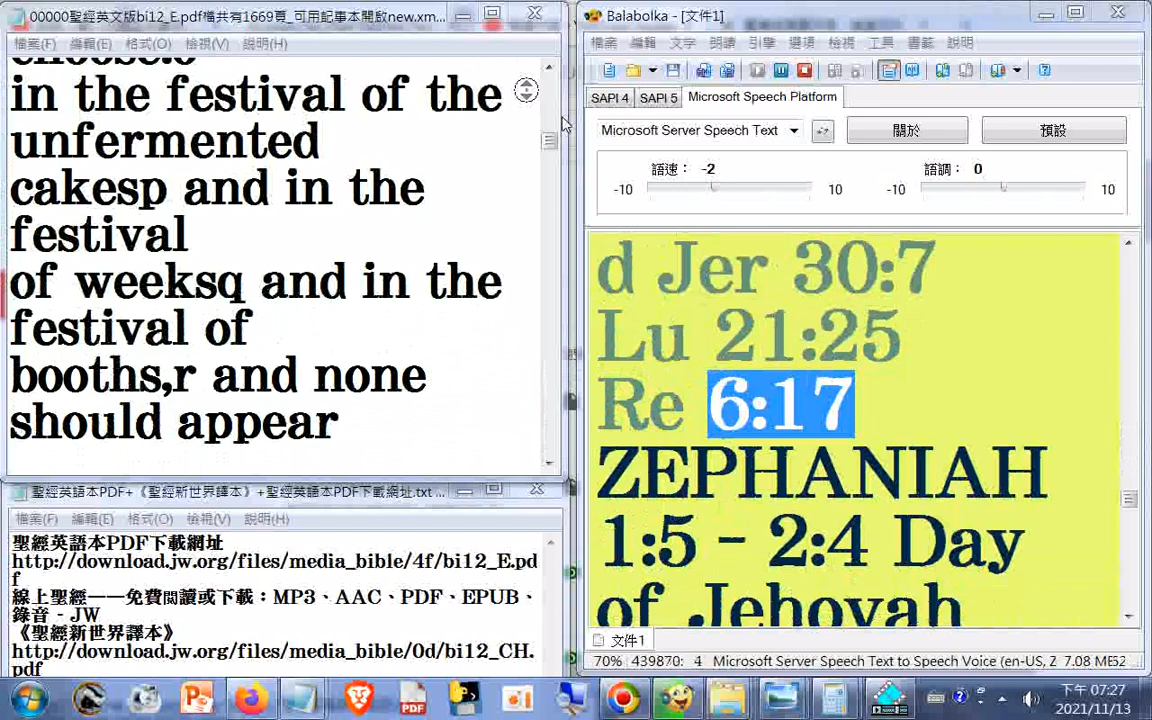 00000聖經英文版bi12_E.pdf檔共有1669頁_可用記事本開啟new.xm...
檔案(F) 編輯(E) 格式(O) 檢視(V) 說明(H)
in the festival of the
unfermented
cakesp and in the
festival
of weeksq and in the
festival of
booths,r and none
should appear
聖經英語本PDF+《聖經新世界譯本》+聖經英語本PDF下載網址.txt ...
檔案(F) 編輯(E) 格式(O) 檢視(V) 說明(H)
聖經英語本PDF下載網址
http://download.jw.org/files/media_bible/4f/bi12_E.pd
f
線上聖經——免費閱讀或下載：MP3、AAC、PDF、EPUB、
錄音 - JW
《聖經新世界譯本》
http://download.jw.org/files/media_bible/0d/bi12_CH.
pdf
Balabolka - [文件1]
檔案 編輯 文字 朗讀 引擎 選項 檢視 工具 書籤 說明
SAPI 4 SAPI 5 Microsoft Speech Platform
Microsoft Server Speech Text 關於 預設
語速： -2 語調： 0
-10 10 -10 10
d Jer 30:7
Lu 21:25
Re 6:17
ZEPHANIAH
1:5 – 2:4 Day
of Jehovah
文件1
70% 439870: 4 Microsoft Server Speech Text to Speech Voice (en-US, Z 7.08 ME52
下午 07:27
2021/11/13